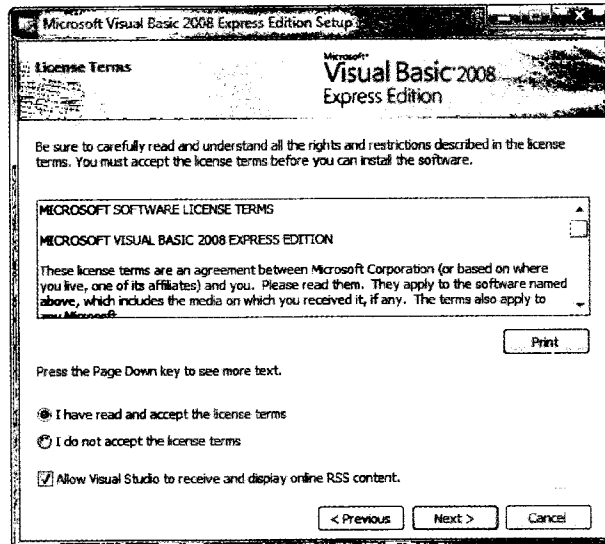 Microsoft Visual Basic 2008 Express Edition Setup
License Terms
Microsoft
Visual Basic 2008
Express Edition
Be sure to carefully read and understand all the rights and restrictions described in the license
terms. You must accept the license terms before you can install the software.
MICROSOFT SOFTWARE LICENSE TERMS
MICROSOFT VISUAL BASIC 2008 EXPRESS EDITION
These license terms are an agreement between Microsoft Corporation (or based on where
you live, one of its affiliates) and you. Please read them. They apply to the software named
above, which includes the media on which you received it, if any. The terms also apply to
any Microsoft
Print
Press the Page Down key to see more text.
I have read and accept the license terms
I do not accept the license terms
Allow Visual Studio to receive and display online RSS content.
< Previous
Next >
Cancel